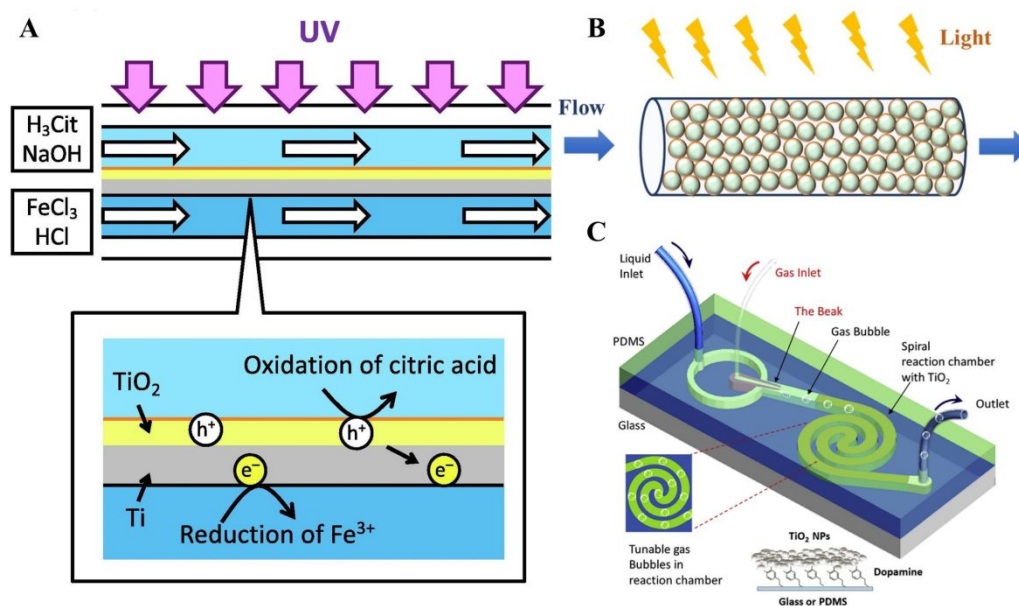 A
UV
H₃Cit
NaOH
FeCl₃
HCl
Oxidation of citric acid
TiO₂
h⁺
h⁺
e⁻
e⁻
Ti
Reduction of Fe³⁺
B
Light
Flow
C
Liquid
Inlet
Gas Inlet
The Beak
Gas Bubble
PDMS
Spiral
reaction chamber
with TiO₂
Outlet
Glass
Tunable gas
Bubbles in
reaction chamber
TiO₂ NPs
Dopamine
Glass or PDMS